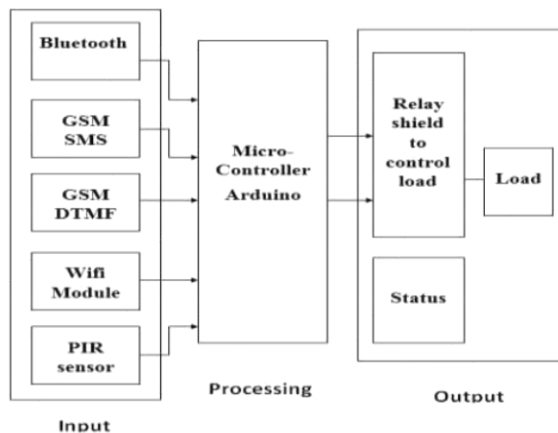 Bluetooth
GSM
SMS
GSM
DTMF
Wifi
Module
PIR
sensor
Input
Micro-
Controller
Arduino
Processing
Relay
shield
to
control
load
Load
Status
Output